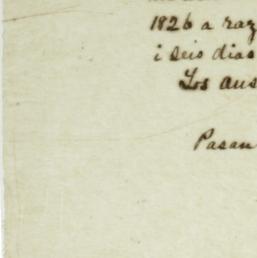 1826 a raz
i seis dias
Los aus
Pasan